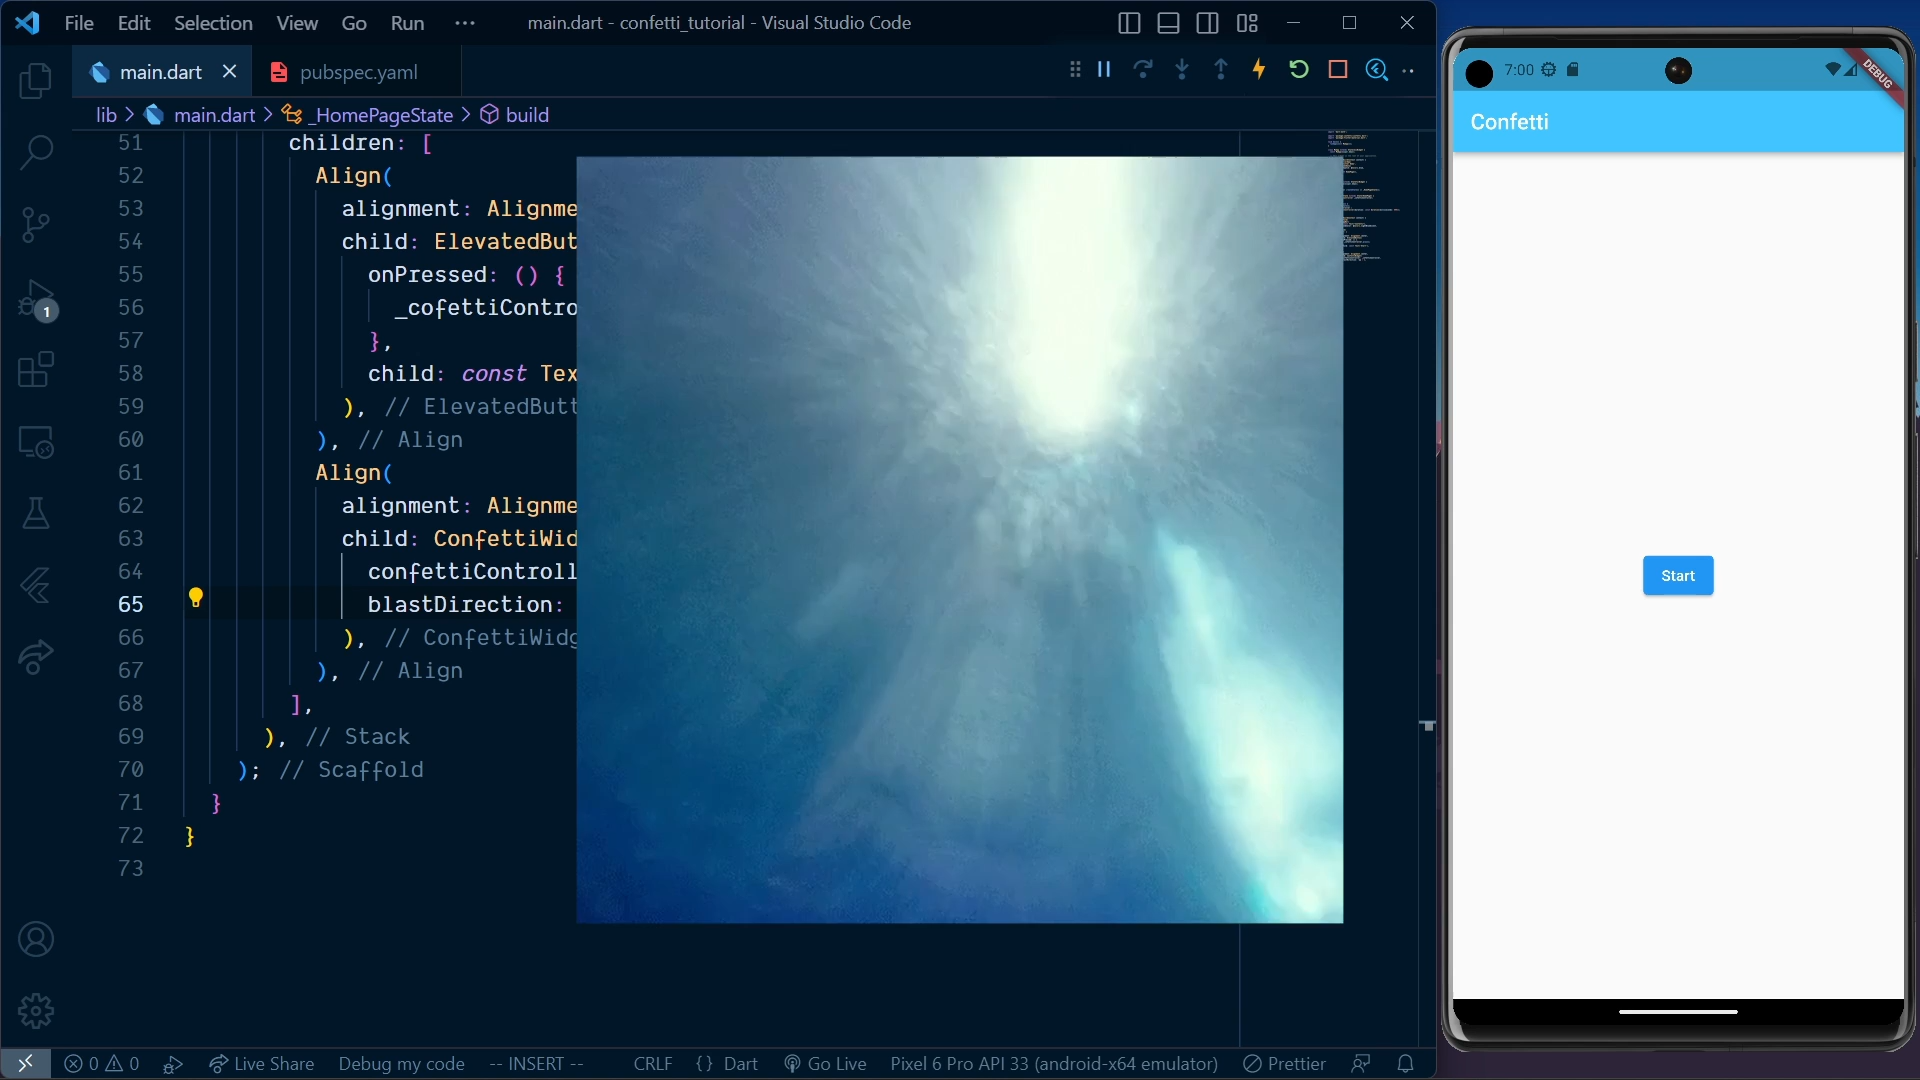 File Edit Selection View Go Run ··· main.dart - confetti_tutorial - Visual Studio Code
main.dart pubspec.yaml
lib > main.dart > _HomePageState > build
51 children: [
52 Align(
53 alignment: Alignme
54 child: ElevatedBut
55 onPressed: () {
56 _cofettiContro
57 },
58 child: const Tex
59 ), // ElevatedButt
60 ), // Align
61 Align(
62 alignment: Alignme
63 child: ConfettiWid
64 confettiControll
65 blastDirection:
66 ), // ConfettiWidg
67 ), // Align
68 ],
69 ), // Stack
70 ); // Scaffold
71 }
72 }
73
1
0 0 Live Share Debug my code -- INSERT -- CRLF {} Dart Go Live Pixel 6 Pro API 33 (android-x64 emulator) Prettier
7:00
DEBUG
Confetti
Start